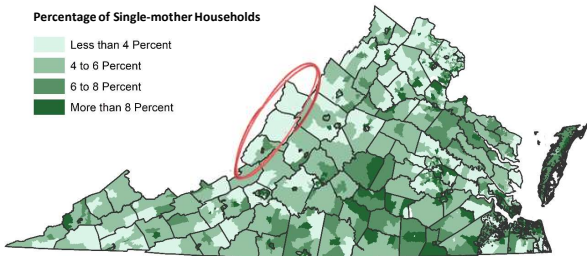 Percentage of Single-mother Households
Less than 4 Percent
4 to 6 Percent
6 to 8 Percent
More than 8 Percent